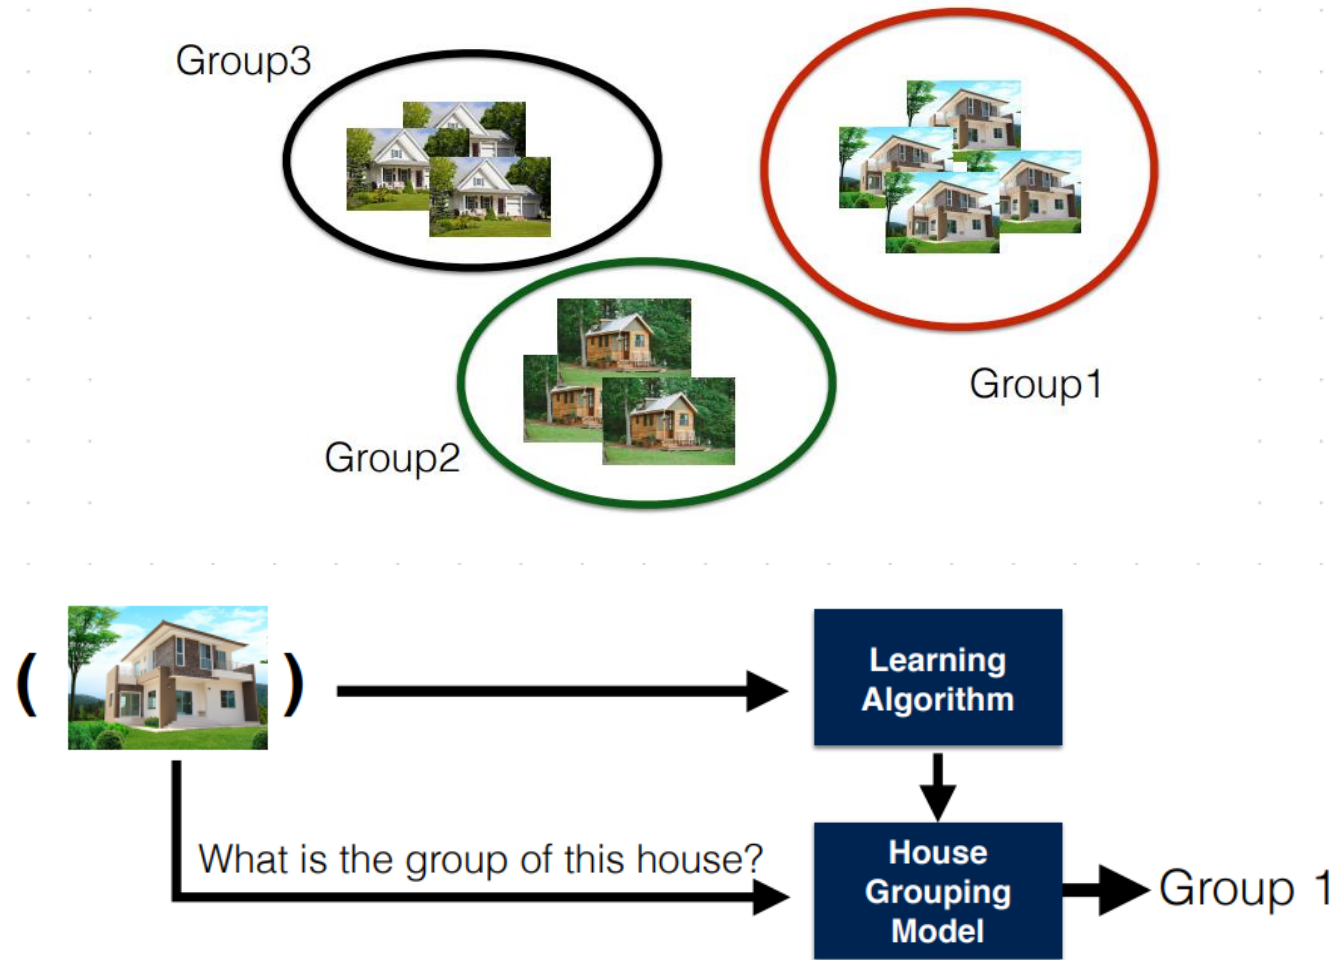 Group3
Group1
Group2
(
)
Learning
Algorithm
What is the group of this house?
House
Grouping
Model
Group 1